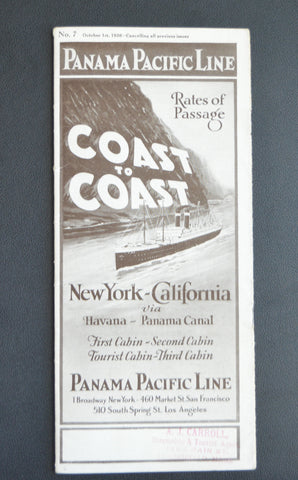 No. 7 October 1st, 1926 - Cancelling all previous issues
PANAMA PACIFIC LINE
Rates of
Passage
COAST
TO
COAST
New York - California
via
Havana - Panama Canal
First Cabin - Second Cabin
Tourist Cabin - Third Cabin
PANAMA PACIFIC LINE
1 Broadway New York · 460 Market St. San Francisco
510 South Spring St. Los Angeles
A. J. CARROLL,